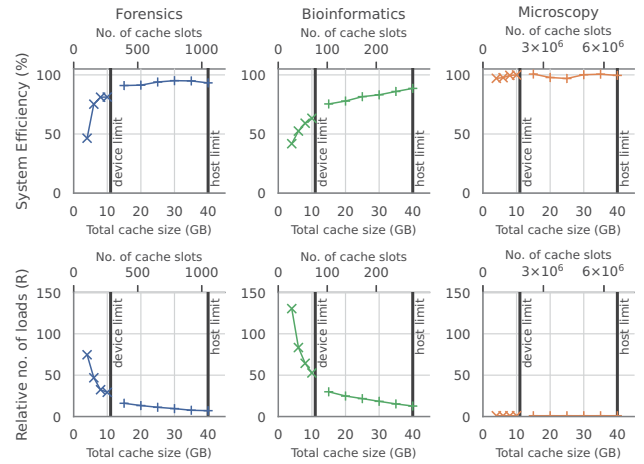 Forensics Bioinformatics Microscopy
No. of cache slots No. of cache slots No. of cache slots
0 500 1000 0 100 200 0 3×10⁶ 6×10⁶
System Efficiency (%)
100 100 100
50 50 50
0 0 0
device limit host limit device limit host limit device limit host limit
0 10 20 30 40 0 10 20 30 40 0 10 20 30 40
Total cache size (GB) Total cache size (GB) Total cache size (GB)
No. of cache slots No. of cache slots No. of cache slots
0 500 1000 0 100 200 0 3×10⁶ 6×10⁶
Relative no. of loads (R)
150 150 150
100 100 100
50 50 50
0 0 0
device limit host limit device limit host limit device limit host limit
0 10 20 30 40 0 10 20 30 40 0 10 20 30 40
Total cache size (GB) Total cache size (GB) Total cache size (GB)